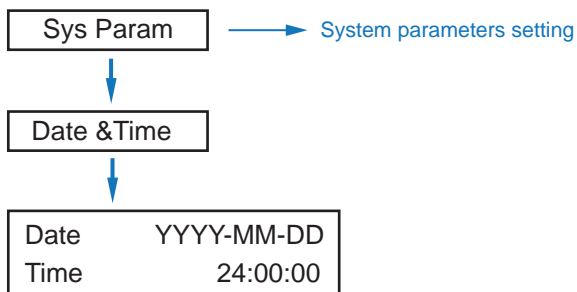 Sys Param System parameters setting
Date &Time
Date YYYY-MM-DD
Time 24:00:00